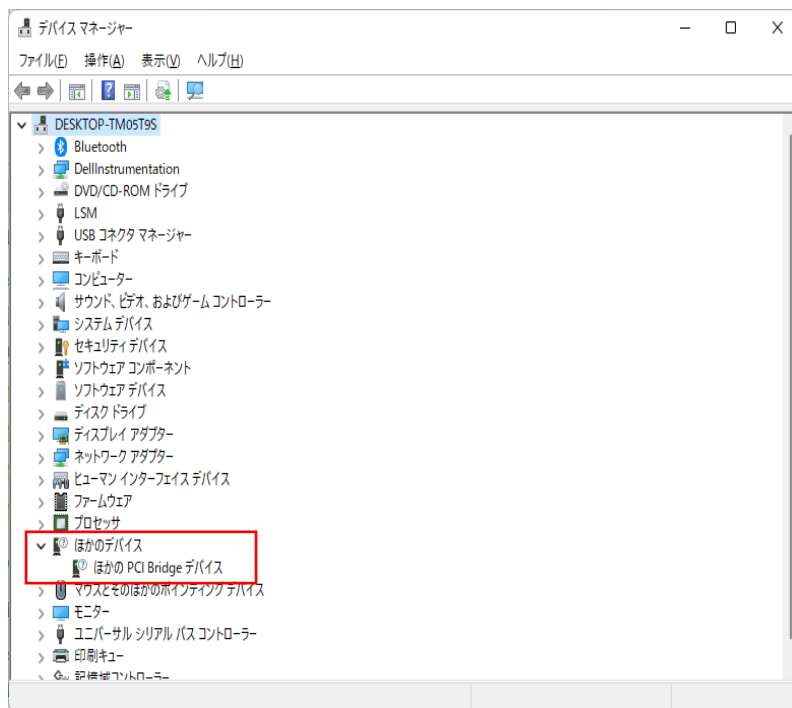 デバイス マネージャー
ファイル(F) 操作(A) 表示(V) ヘルプ(H)
DESKTOP-TM05T9S
Bluetooth
DellInstrumentation
DVD/CD-ROM ドライブ
LSM
USB コネクタ マネージャー
キーボード
コンピューター
サウンド、ビデオ、およびゲーム コントローラー
システム デバイス
セキュリティ デバイス
ソフトウェア コンポーネント
ソフトウェア デバイス
ディスク ドライブ
ディスプレイ アダプター
ネットワーク アダプター
ヒューマン インターフェイス デバイス
ファームウェア
プロセッサ
ほかのデバイス
ほかの PCI Bridge デバイス
マウスとそのほかのポインティング デバイス
モニター
ユニバーサル シリアル バス コントローラー
印刷キュー
記憶域コントローラー